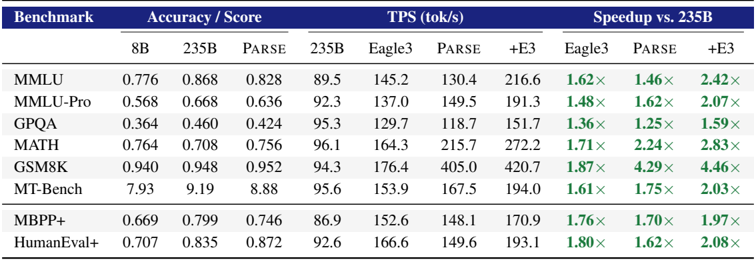 Benchmark Accuracy / Score TPS (tok/s) Speedup vs. 235B
8B 235B PARSE 235B Eagle3 PARSE +E3 Eagle3 PARSE +E3
MMLU 0.776 0.868 0.828 89.5 145.2 130.4 216.6 1.62× 1.46× 2.42×
MMLU-Pro 0.568 0.668 0.636 92.3 137.0 149.5 191.3 1.48× 1.62× 2.07×
GPQA 0.364 0.460 0.424 95.3 129.7 118.7 151.7 1.36× 1.25× 1.59×
MATH 0.764 0.708 0.756 96.1 164.3 215.7 272.2 1.71× 2.24× 2.83×
GSM8K 0.940 0.948 0.952 94.3 176.4 405.0 420.7 1.87× 4.29× 4.46×
MT-Bench 7.93 9.19 8.88 95.6 153.9 167.5 194.0 1.61× 1.75× 2.03×
MBPP+ 0.669 0.799 0.746 86.9 152.6 148.1 170.9 1.76× 1.70× 1.97×
HumanEval+ 0.707 0.835 0.872 92.6 166.6 149.6 193.1 1.80× 1.62× 2.08×